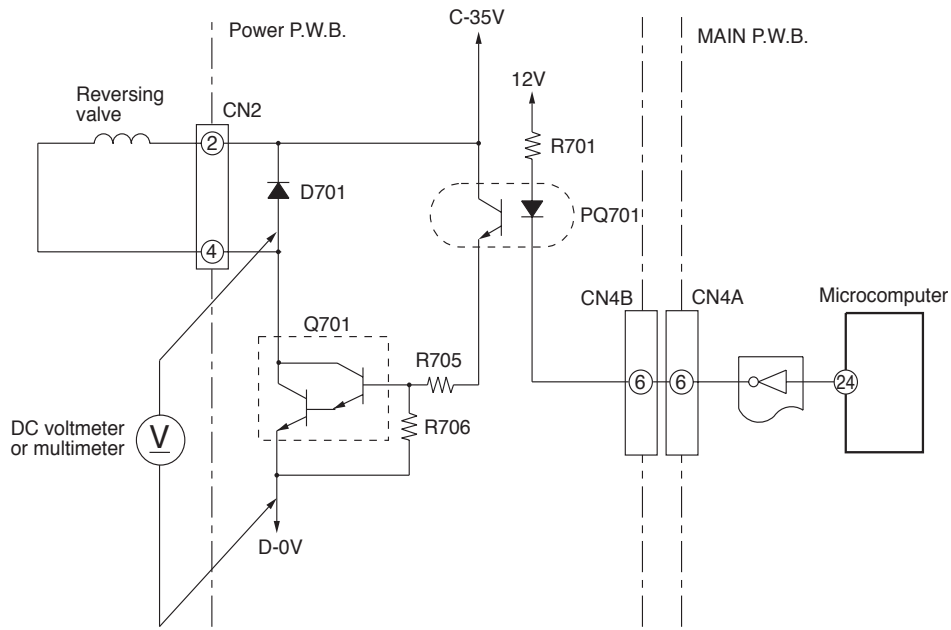 C-35V
Power P.W.B.
MAIN P.W.B.
12V
Reversing
valve
CN2
2
R701
D701
PQ701
4
CN4B
CN4A
Microcomputer
Q701
R705
6
6
24
R706
DC voltmeter
or multimeter
V
D-0V